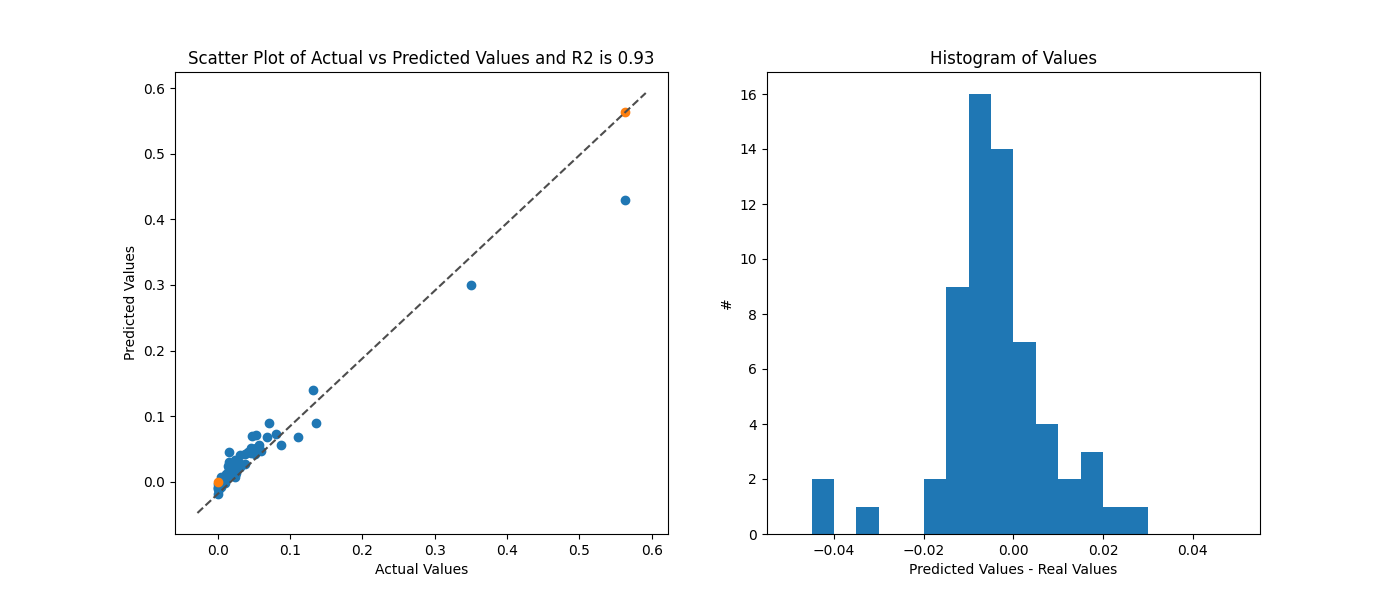 Scatter Plot of Actual vs Predicted Values and R2 is 0.93
0.6
0.5
0.4
0.3
0.2
0.1
0.0
Predicted Values
0.0 0.1 0.2 0.3 0.4 0.5 0.6
Actual Values
Histogram of Values
16
14
12
10
8
6
4
2
0
#
−0.04 −0.02 0.00 0.02 0.04
Predicted Values - Real Values